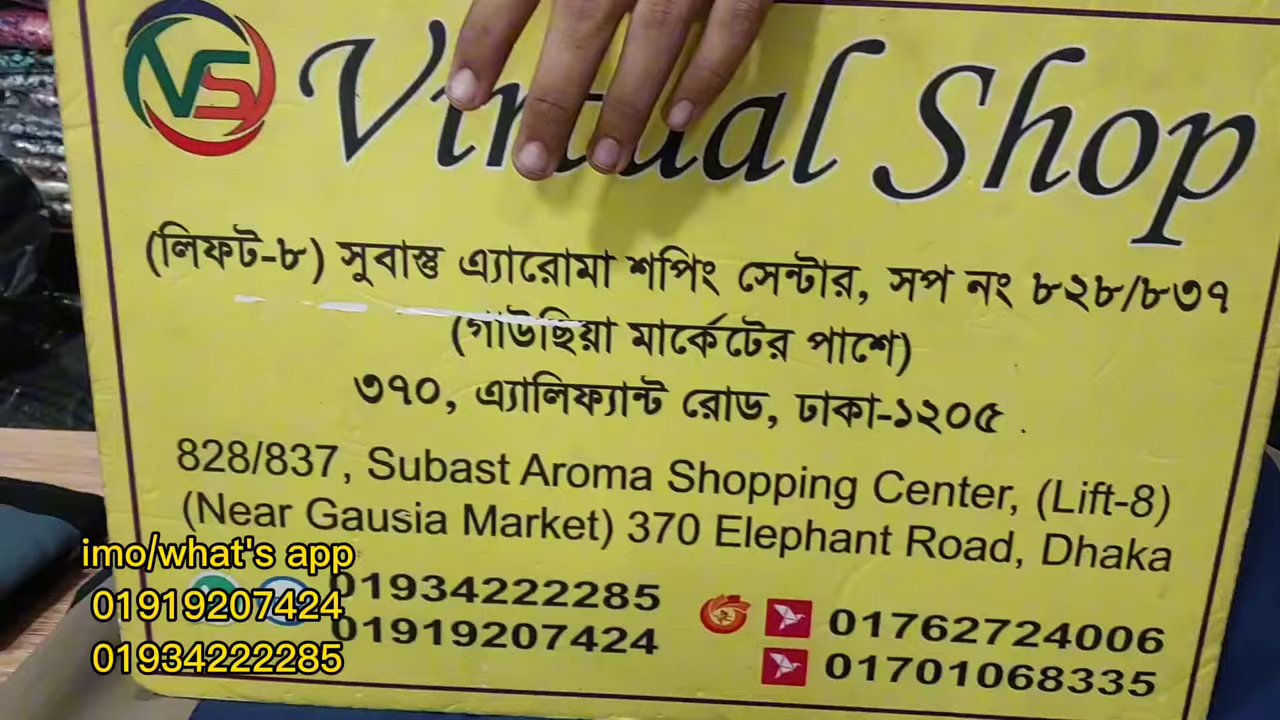 VS
Virtual Shop
(লিফট-৮) সুবাস্তু এ্যারোমা শপিং সেন্টার, সপ নং ৮২৮/৮৩৭
(গাউছিয়া মার্কেটের পাশে)
৩৭০, এ্যালিফ্যান্ট রোড, ঢাকা-১২০৫ .
828/837, Subast Aroma Shopping Center, (Lift-8)
(Near Gausia Market) 370 Elephant Road, Dhaka
01934222285
01919207424
01762724006
01701068335
imo/what's app
01919207424
01934222285